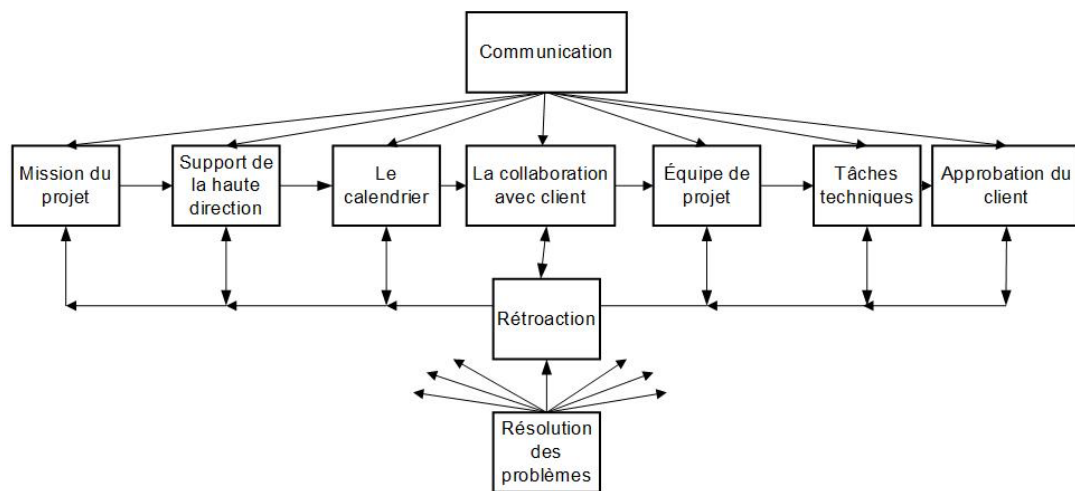 Communication
Mission du
projet
Support de
la haute
direction
Le
calendrier
La collaboration
avec client
Équipe de
projet
Tâches
techniques
Approbation du
client
Rétroaction
Résolution
des
problèmes